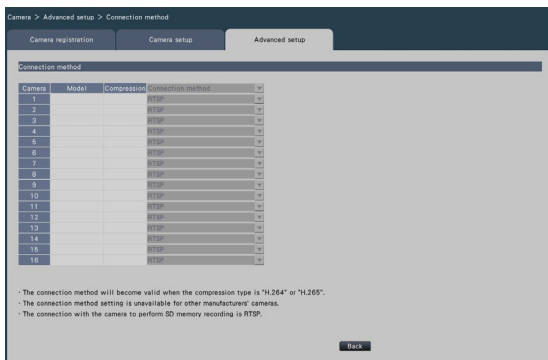 Camera > Advanced setup > Connection method
Camera registration Camera setup Advanced setup
Connection method
Camera Model Compression Connection method
1 RTSP
2 RTSP
3 RTSP
4 RTSP
5 RTSP
6 RTSP
7 RTSP
8 RTSP
9 RTSP
10 RTSP
11 RTSP
12 RTSP
13 RTSP
14 RTSP
15 RTSP
16 RTSP
· The connection method will become valid when the compression type is "H.264" or "H.265".
· The connection method setting is unavailable for other manufacturers' cameras.
· The connection with the camera to perform SD memory recording is RTSP.
Back